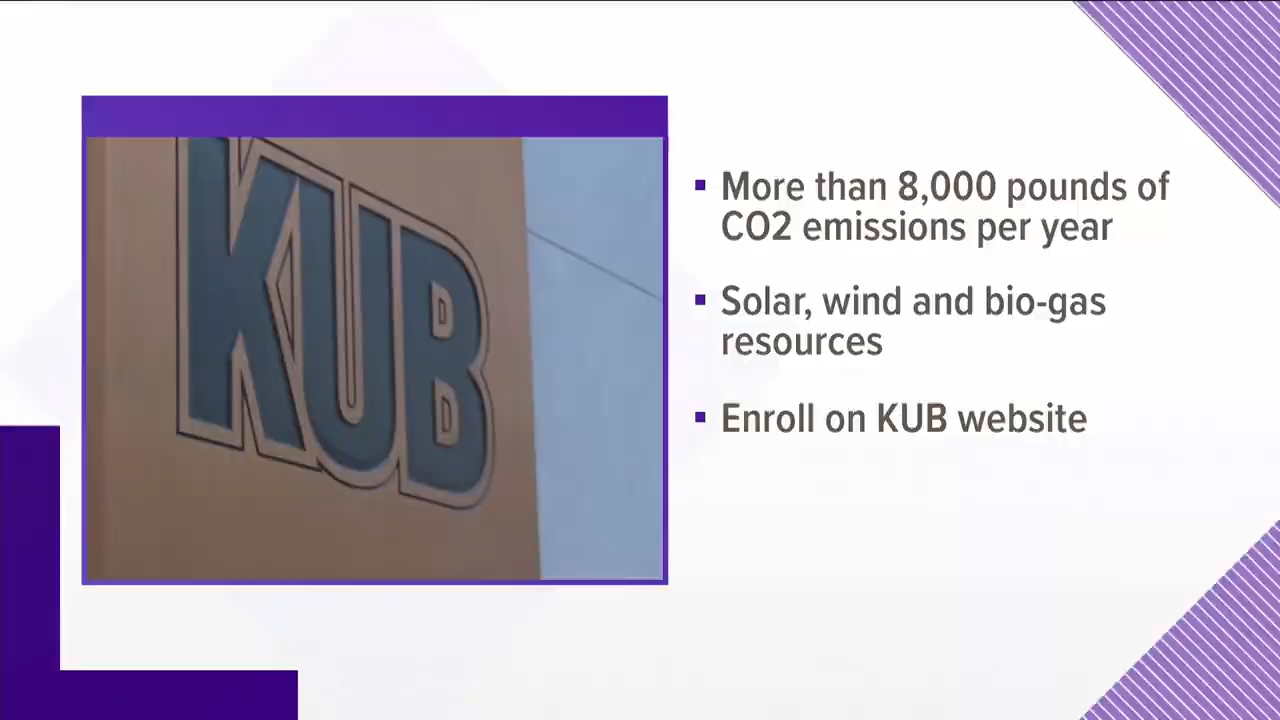 KUB
More than 8,000 pounds of
CO2 emissions per year
Solar, wind and bio-gas
resources
Enroll on KUB website